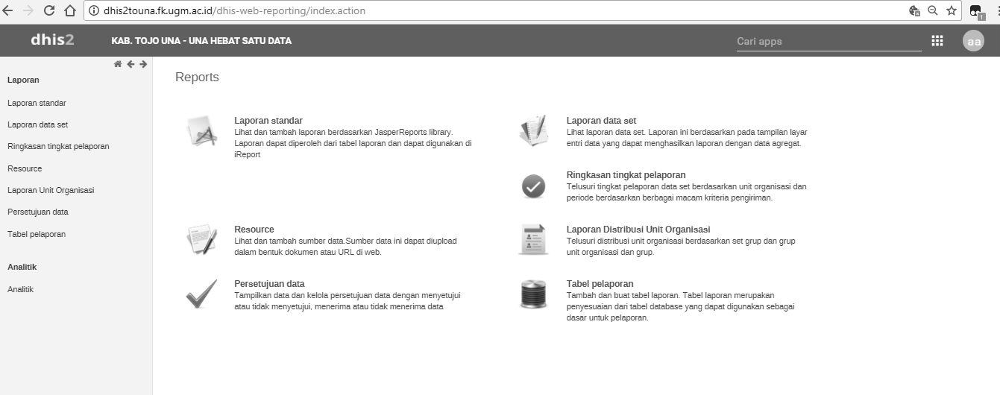 dhis2touna.fk.ugm.ac.id/dhis-web-reporting/index.action
1
dhis2
KAB. TOJO UNA - UNA HEBAT SATU DATA
Cari apps
aa
Laporan
Laporan standar
Laporan data set
Ringkasan tingkat pelaporan
Resource
Laporan Unit Organisasi
Persetujuan data
Tabel pelaporan
Analitik
Analitik
Reports
Laporan standar
Lihat dan tambah laporan berdasarkan JasperReports library.
Laporan dapat diperoleh dari tabel laporan dan dapat digunakan di
iReport
Laporan data set
Lihat laporan data set. Laporan ini berdasarkan pada tampilan layar
entri data yang dapat menghasilkan laporan dengan data agregat.
Ringkasan tingkat pelaporan
Telusuri tingkat pelaporan data set berdasarkan unit organisasi dan
periode berdasarkan berbagai macam kriteria pengiriman.
Resource
Lihat dan tambah sumber data.Sumber data ini dapat diupload
dalam bentuk dokumen atau URL di web.
Laporan Distribusi Unit Organisasi
Telusuri distribusi unit organisasi berdasarkan set grup dan grup
unit organisasi dan grup.
Persetujuan data
Tampilkan data dan kelola persetujuan data dengan menyetujui
atau tidak menyetujui, menerima atau tidak menerima data
Tabel pelaporan
Tambah dan buat tabel laporan. Tabel laporan merupakan
penyesuaian dari tabel database yang dapat digunakan sebagai
dasar untuk pelaporan.